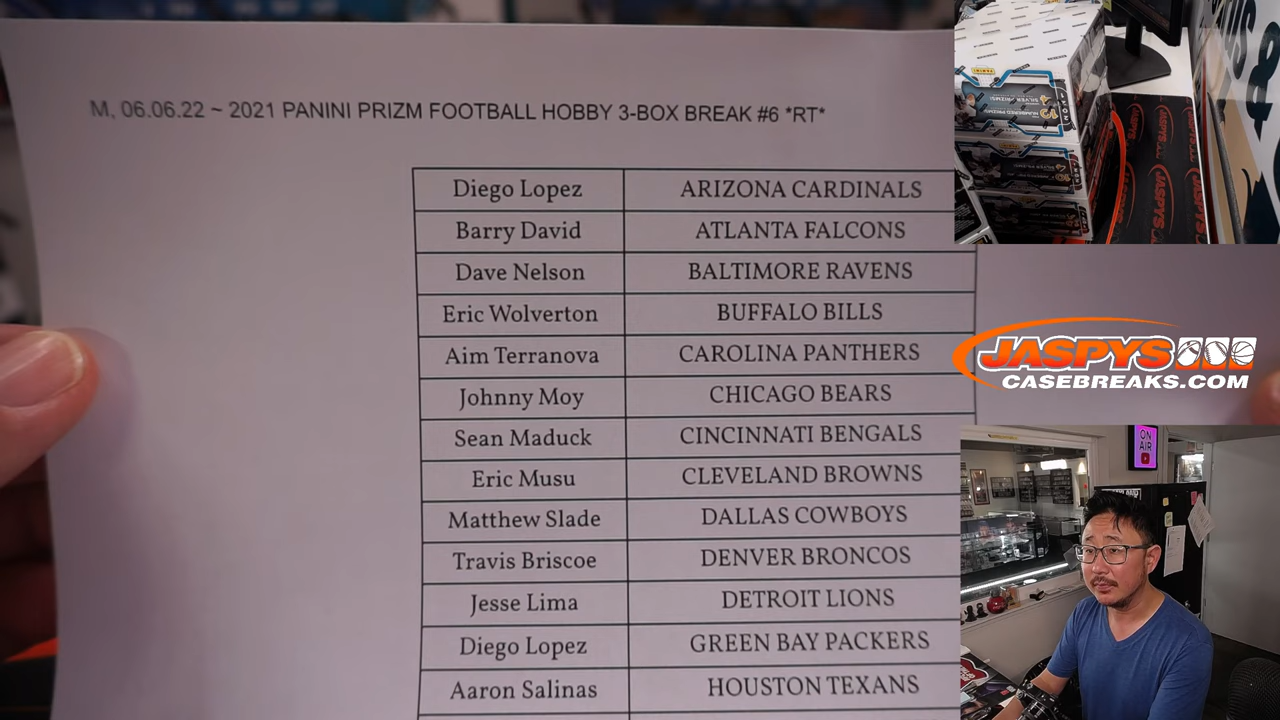 M, 06.06.22 ~ 2021 PANINI PRIZM FOOTBALL HOBBY 3-BOX BREAK #6 *RT*
Diego Lopez ARIZONA CARDINALS
Barry David ATLANTA FALCONS
Dave Nelson BALTIMORE RAVENS
Eric Wolverton BUFFALO BILLS
Aim Terranova CAROLINA PANTHERS
Johnny Moy CHICAGO BEARS
Sean Maduck CINCINNATI BENGALS
Eric Musu CLEVELAND BROWNS
Matthew Slade DALLAS COWBOYS
Travis Briscoe DENVER BRONCOS
Jesse Lima DETROIT LIONS
Diego Lopez GREEN BAY PACKERS
Aaron Salinas HOUSTON TEXANS
JASPYS
CASEBREAKS.COM
ON
AIR
JASPYS
JASPYS
JASPYS
&